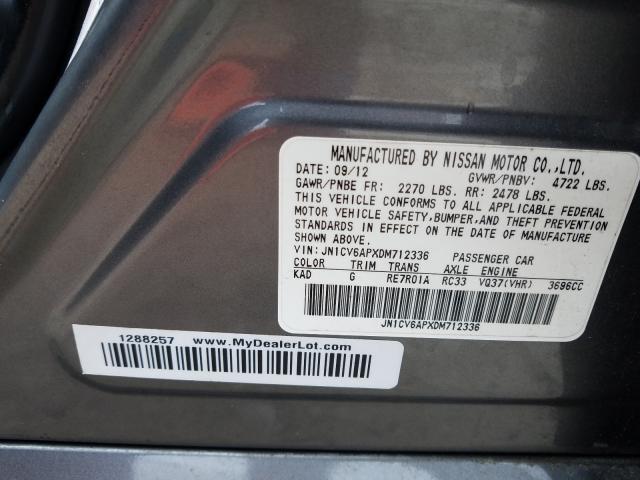 MANUFACTURED BY NISSAN MOTOR CO.,LTD.
DATE: 09/12 GVWR/PNBV: 4722 LBS.
GAWR/PNBE FR: 2270 LBS. RR: 2478 LBS.
THIS VEHICLE CONFORMS TO ALL APPLICABLE FEDERAL
MOTOR VEHICLE SAFETY,BUMPER,AND THEFT PREVENTION
STANDARDS IN EFFECT ON THE DATE OF MANUFACTURE
SHOWN ABOVE.
VIN: JN1CV6APXDM712336 PASSENGER CAR
COLOR TRIM TRANS AXLE ENGINE
KAD G RE7R01A RC33 VQ37(VHR) 3696CC
JN1CV6APXDM712336
1288257 www.MyDealerLot.com